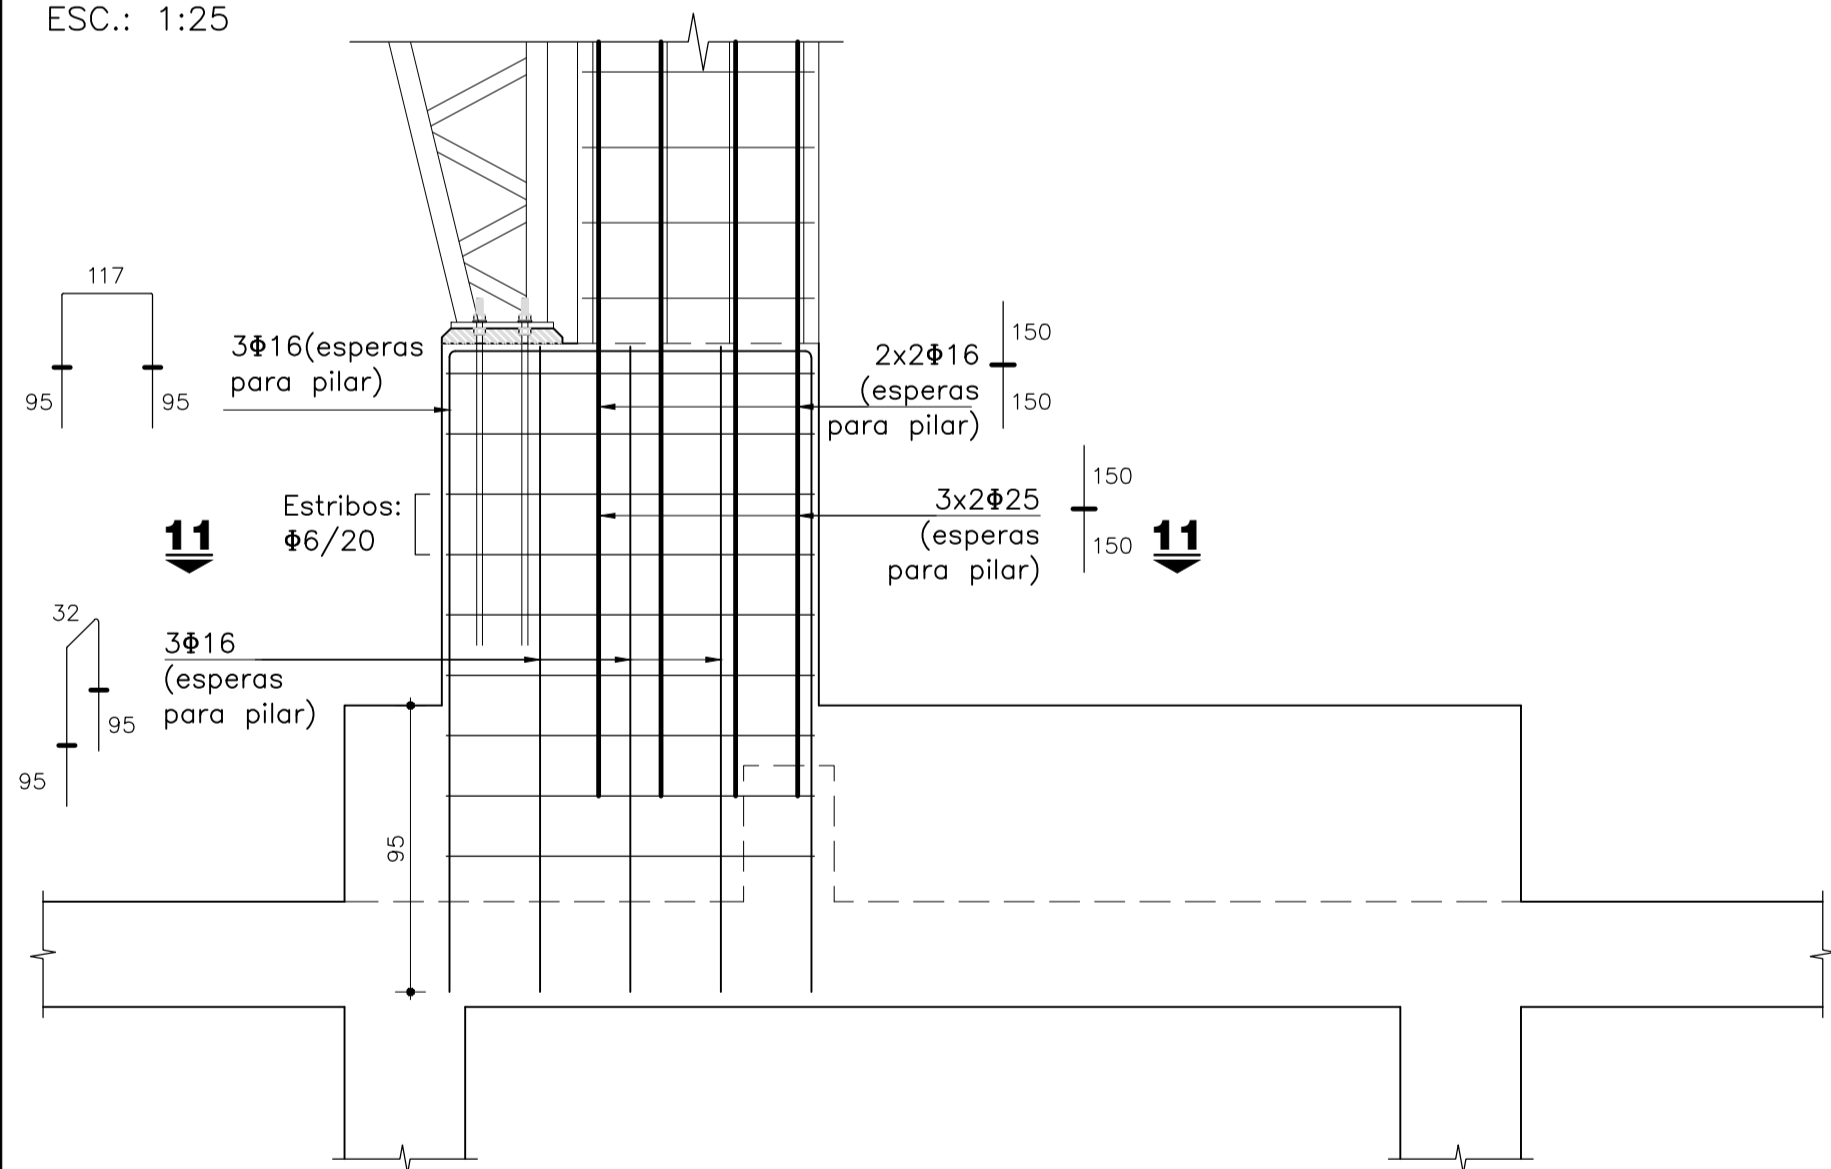 ESC.: 1:25
117
95
95
3Φ16(esperas
para pilar)
2x2Φ16
(esperas
para pilar)
150
150
Estribos:
Φ6/20
11
3x2Φ25
(esperas
para pilar)
150
150
11
32
95
95
3Φ16
(esperas
para pilar)
95